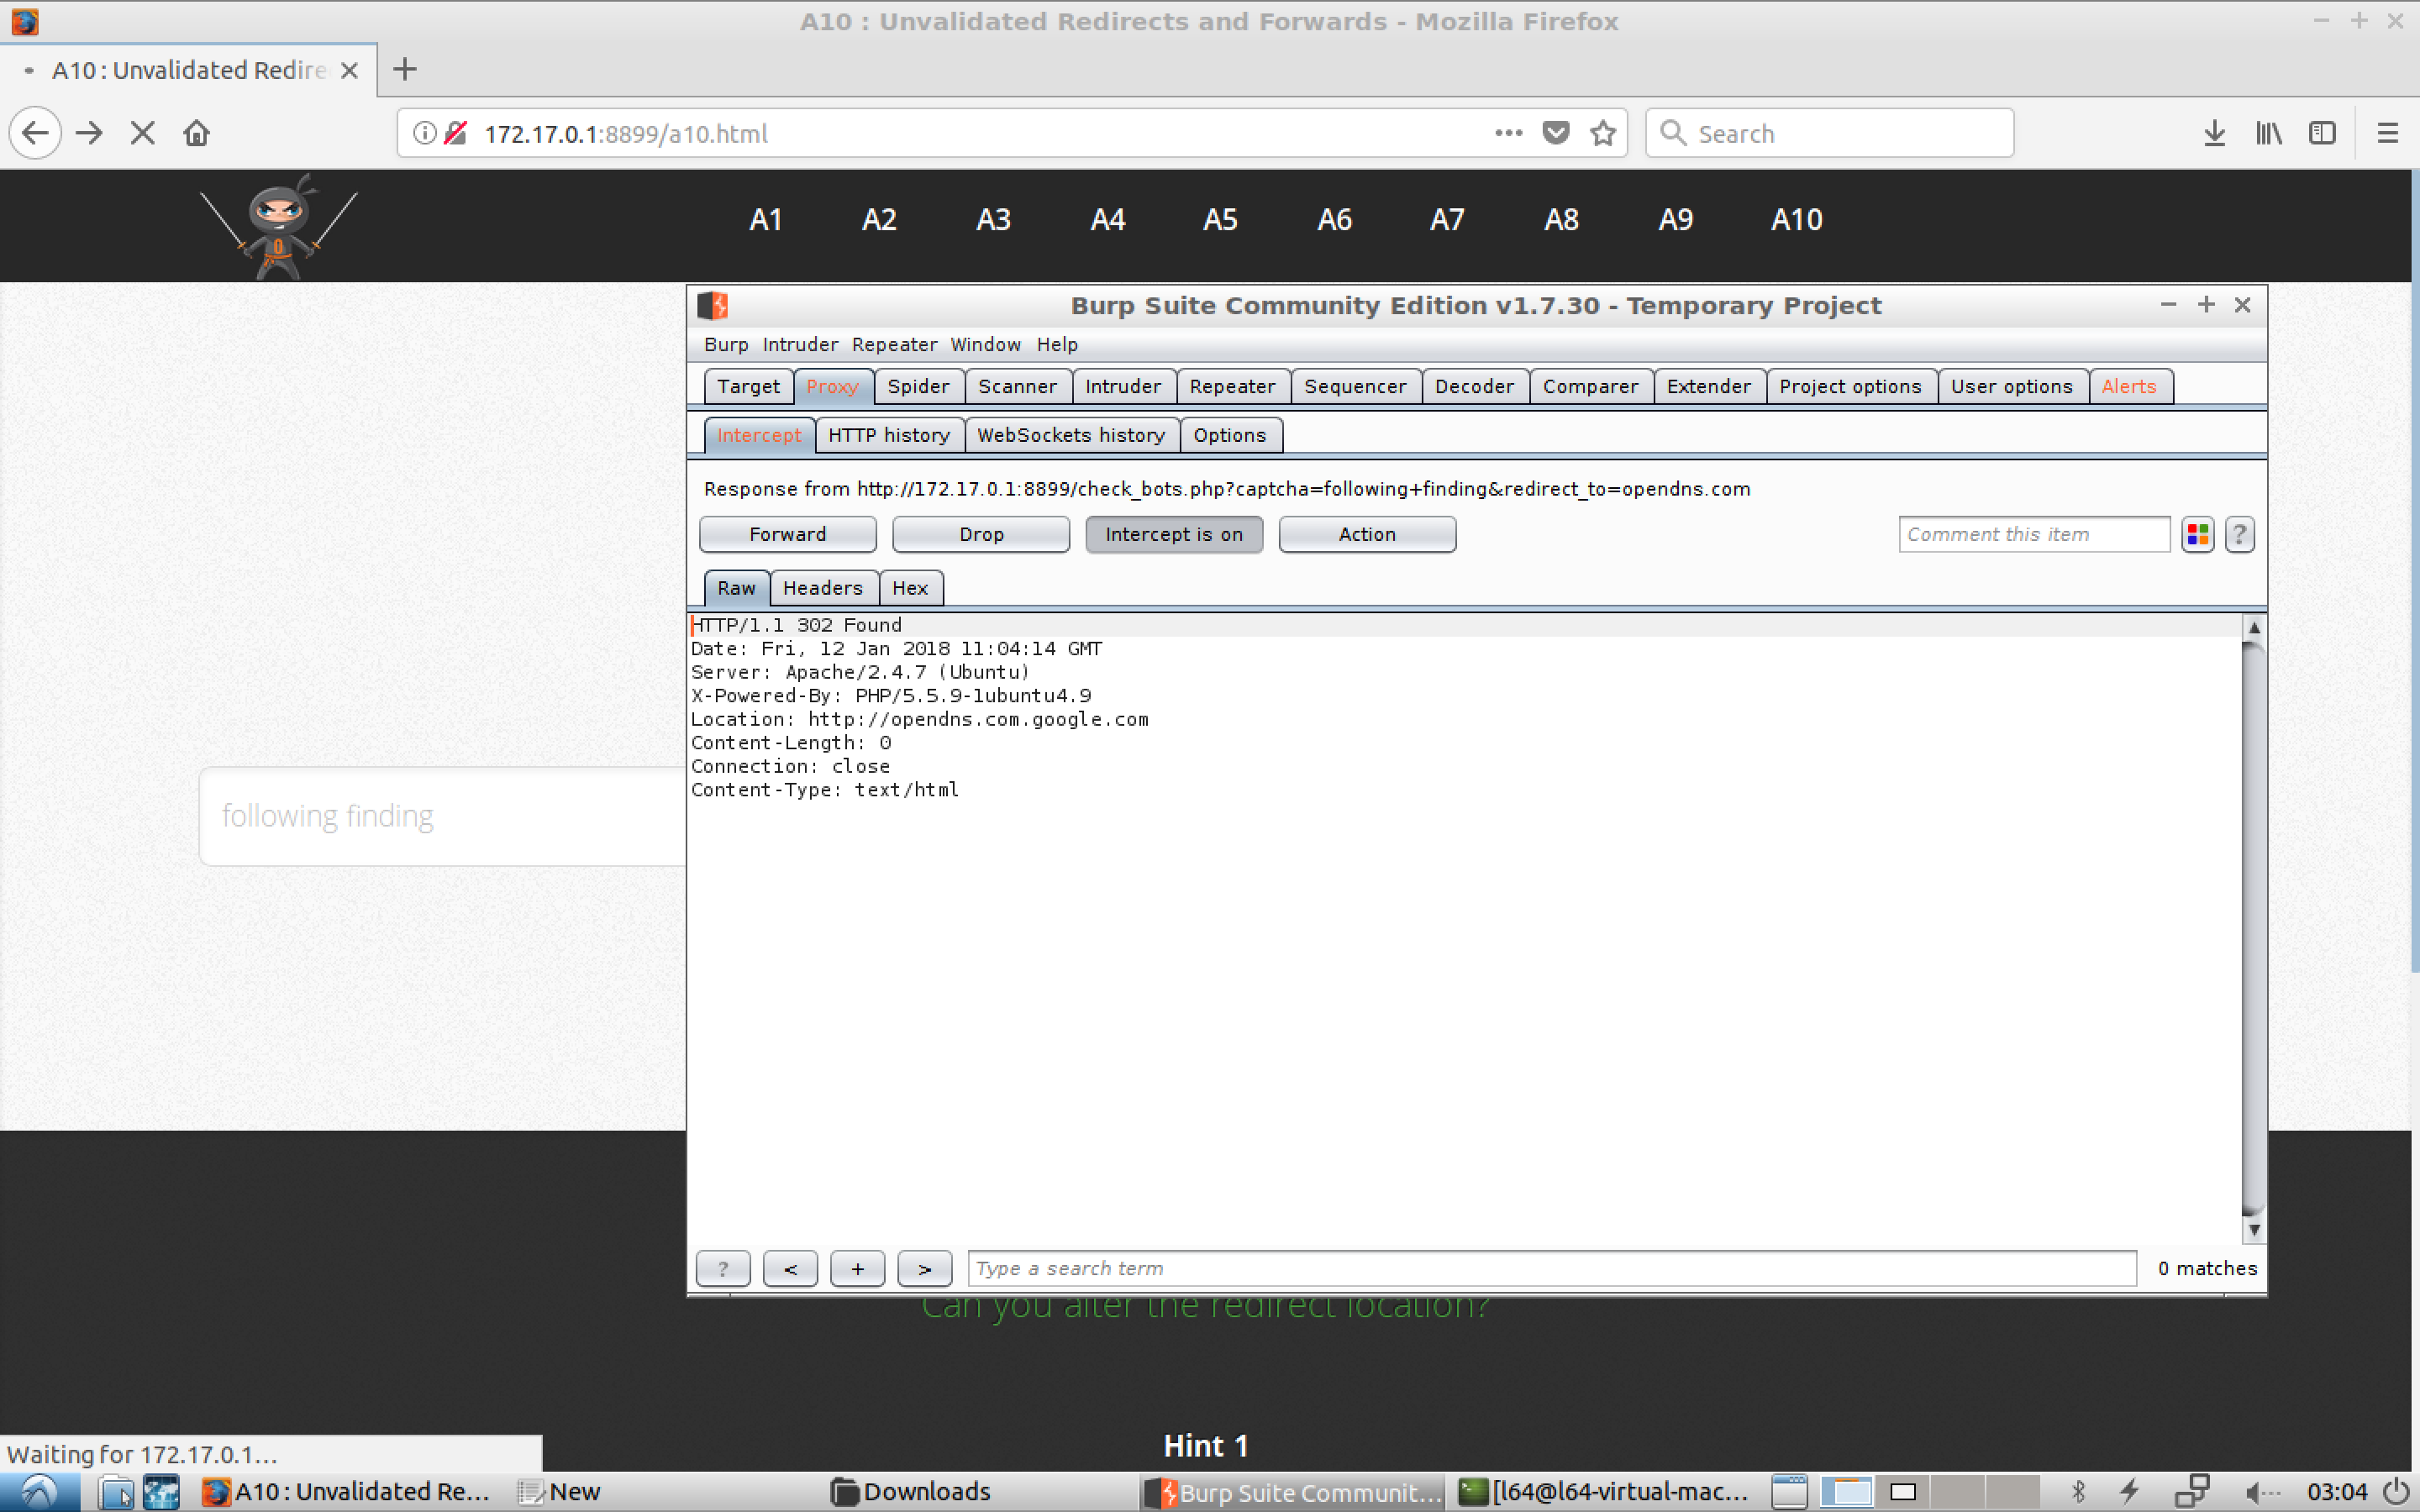 A10 : Unvalidated Redirects and Forwards - Mozilla Firefox
A10 : Unvalidated Redire
172.17.0.1:8899/a10.html
Search
A1 A2 A3 A4 A5 A6 A7 A8 A9 A10
Burp Suite Community Edition v1.7.30 - Temporary Project
Burp Intruder Repeater Window Help
Target Proxy Spider Scanner Intruder Repeater Sequencer Decoder Comparer Extender Project options User options Alerts
Intercept HTTP history WebSockets history Options
Response from http://172.17.0.1:8899/check_bots.php?captcha=following+finding&redirect_to=opendns.com
Forward Drop Intercept is on Action Comment this item ?
Raw Headers Hex
HTTP/1.1 302 Found
Date: Fri, 12 Jan 2018 11:04:14 GMT
Server: Apache/2.4.7 (Ubuntu)
X-Powered-By: PHP/5.5.9-1ubuntu4.9
Location: http://opendns.com.google.com
Content-Length: 0
Connection: close
Content-Type: text/html
following finding
? < + > Type a search term 0 matches
Can you alter the redirect location?
Hint 1
Waiting for 172.17.0.1...
A10 : Unvalidated Re... New Downloads Burp Suite Communit... [l64@l64-virtual-mac... 03:04